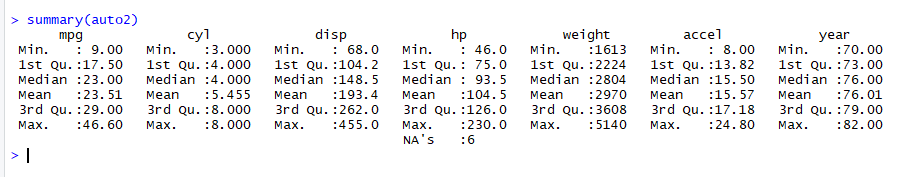 > summary(auto2)
      mpg             cyl             disp             hp            weight         accel            year
 Min.   : 9.00   Min.   :3.000   Min.   : 68.0   Min.   : 46.0   Min.   :1613   Min.   : 8.00   Min.   :70.00
 1st Qu.:17.50   1st Qu.:4.000   1st Qu.:104.2   1st Qu.: 75.0   1st Qu.:2224   1st Qu.:13.82   1st Qu.:73.00
 Median :23.00   Median :4.000   Median :148.5   Median : 93.5   Median :2804   Median :15.50   Median :76.00
 Mean   :23.51   Mean   :5.455   Mean   :193.4   Mean   :104.5   Mean   :2970   Mean   :15.57   Mean   :76.01
 3rd Qu.:29.00   3rd Qu.:8.000   3rd Qu.:262.0   3rd Qu.:126.0   3rd Qu.:3608   3rd Qu.:17.18   3rd Qu.:79.00
 Max.   :46.60   Max.   :8.000   Max.   :455.0   Max.   :230.0   Max.   :5140   Max.   :24.80   Max.   :82.00
                                                 NA's   :6
>